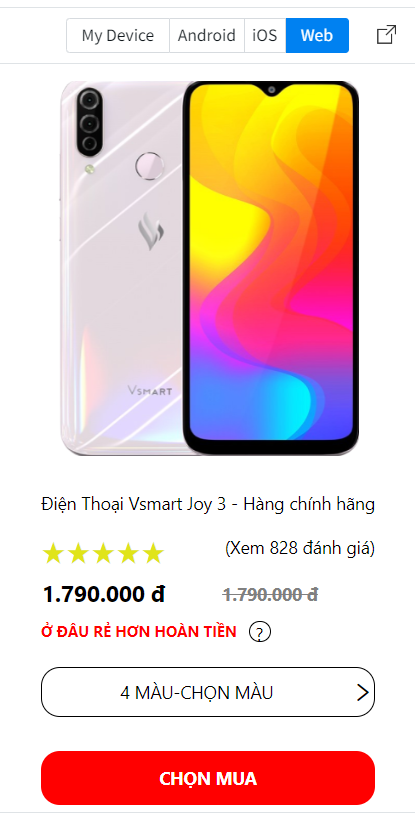 My Device Android iOS Web
VSMART
Điện Thoại Vsmart Joy 3 - Hàng chính hãng
(Xem 828 đánh giá)
1.790.000 đ 1.790.000 đ
Ở ĐÂU RẺ HƠN HOÀN TIỀN ?
4 MÀU-CHỌN MÀU
CHỌN MUA